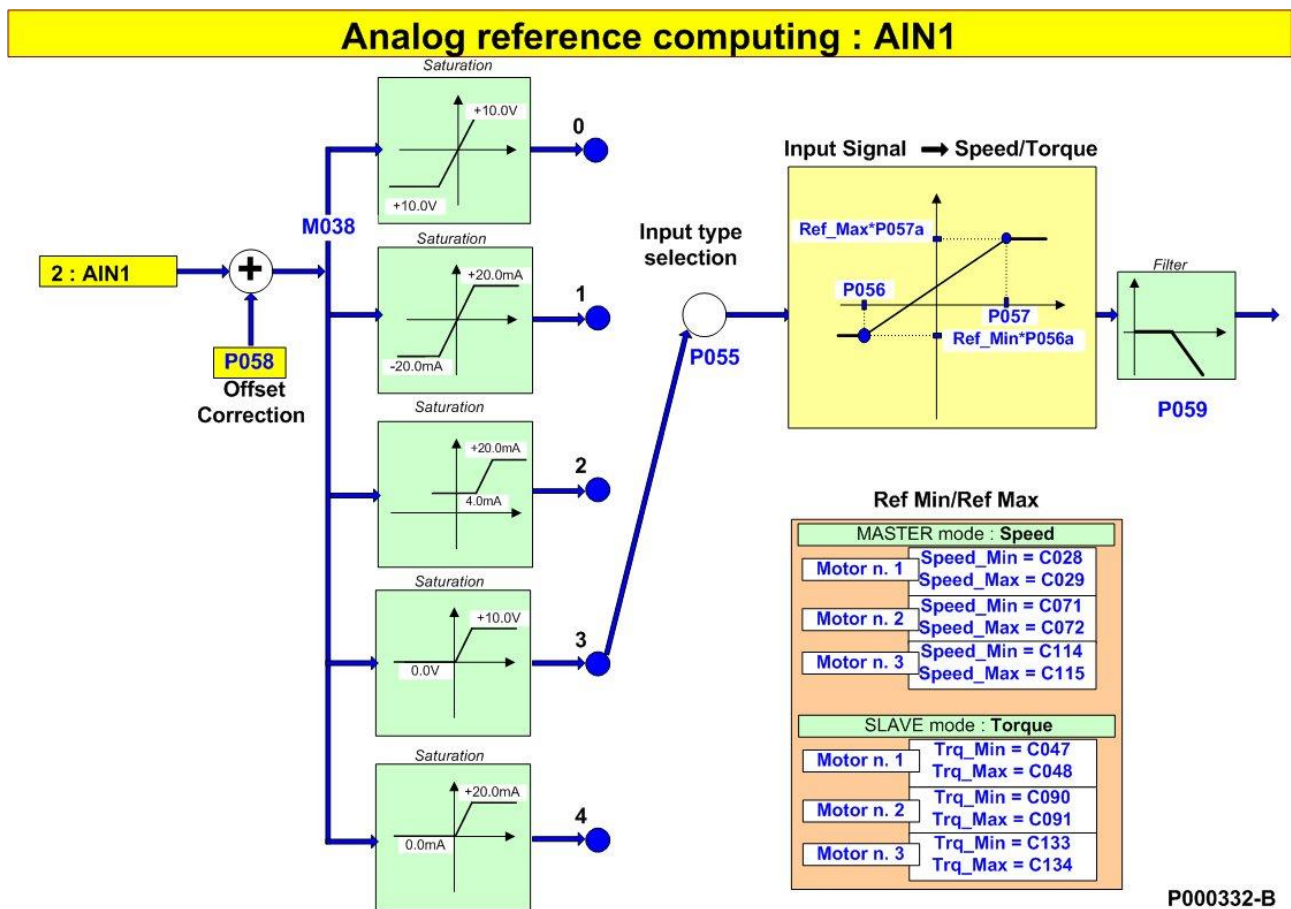 Analog reference computing : AIN1
Saturation
+10.0V
+10.0V
0
M038
2 : AIN1
+
P058
Offset
Correction
Saturation
+20.0mA
-20.0mA
1
Saturation
+20.0mA
4.0mA
2
Saturation
+10.0V
0.0V
3
Saturation
+20.0mA
0.0mA
4
Input type
selection
P055
Input Signal → Speed/Torque
Ref_Max*P057a
P056
P057
Ref_Min*P056a
Filter
P059
Ref Min/Ref Max
MASTER mode : Speed
Motor n. 1
Speed_Min = C028
Speed_Max = C029
Motor n. 2
Speed_Min = C071
Speed_Max = C072
Motor n. 3
Speed_Min = C114
Speed_Max = C115
SLAVE mode : Torque
Motor n. 1
Trq_Min = C047
Trq_Max = C048
Motor n. 2
Trq_Min = C090
Trq_Max = C091
Motor n. 3
Trq_Min = C133
Trq_Max = C134
P000332-B